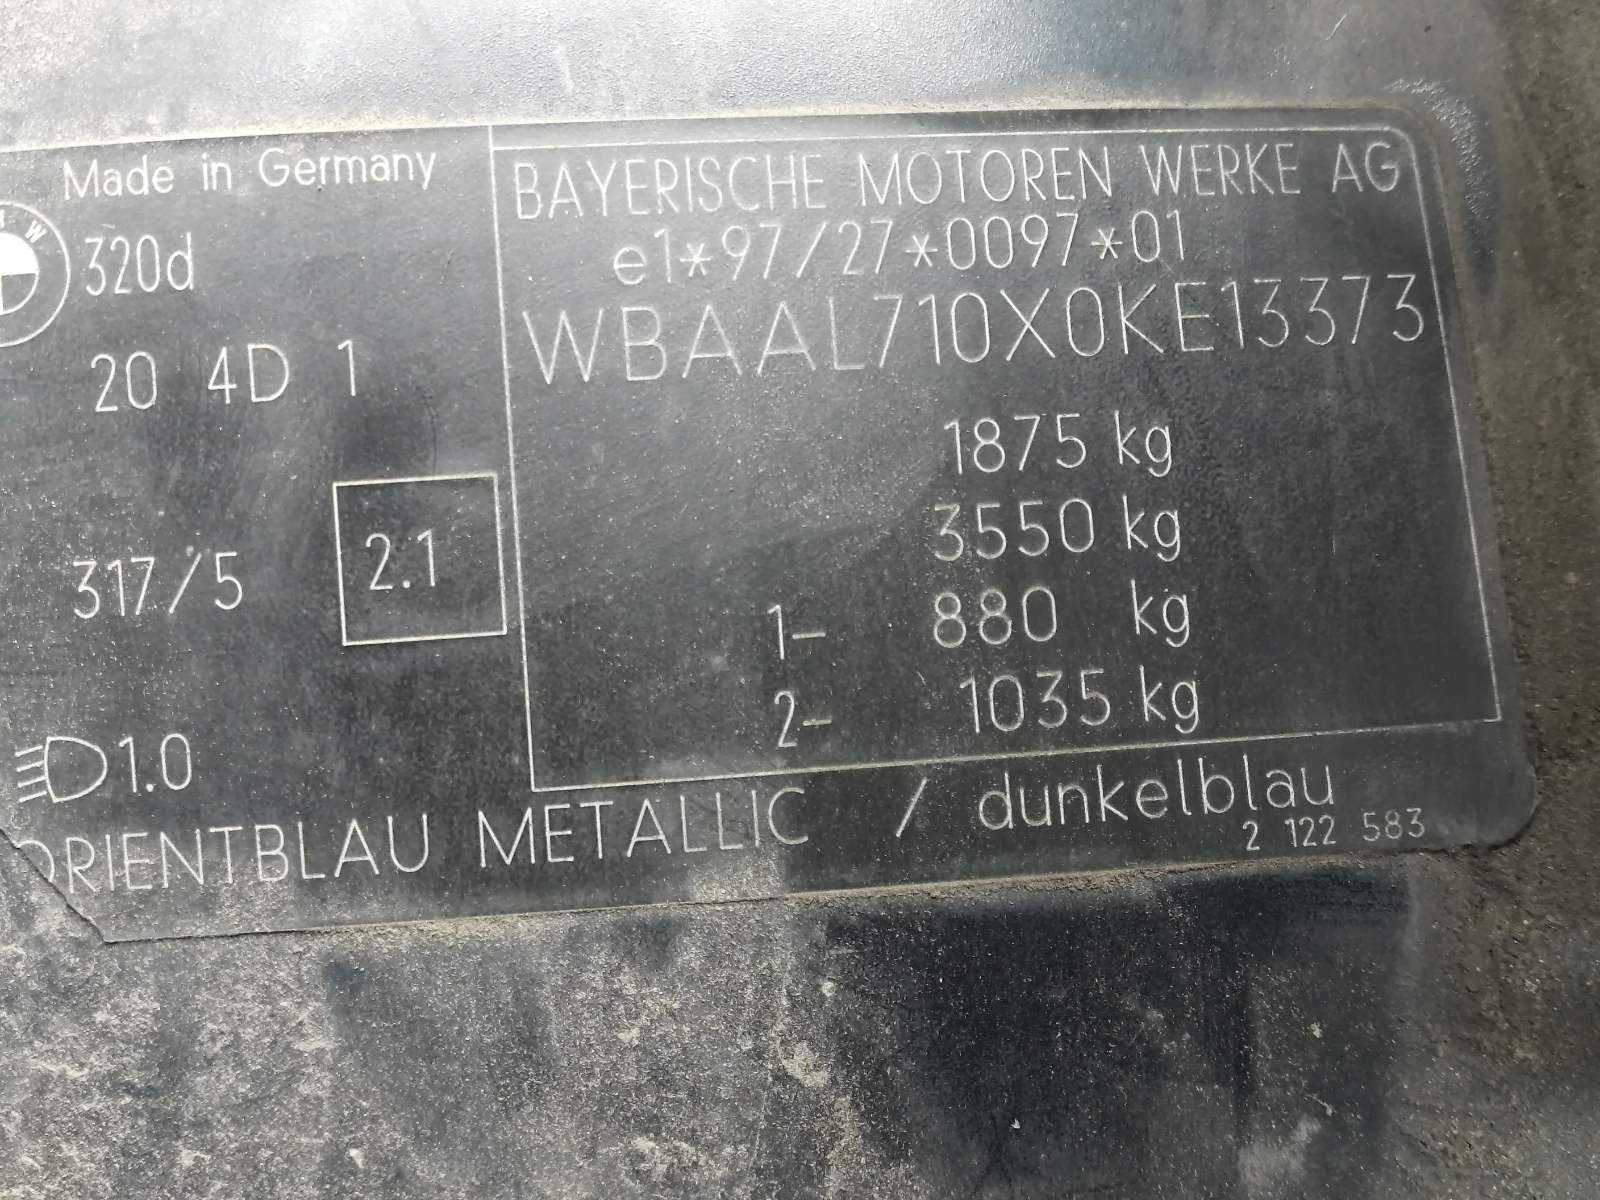 Made in Germany
320d
20 4D 1
317/5
2.1
1.0
BAYERISCHE MOTOREN WERKE AG
e1*97/27*0097*01
WBAAL710X0KE13373
1875 kg
3550 kg
1- 880 kg
2- 1035 kg
ORIENTBLAU METALLIC / dunkelblau
2 122 583